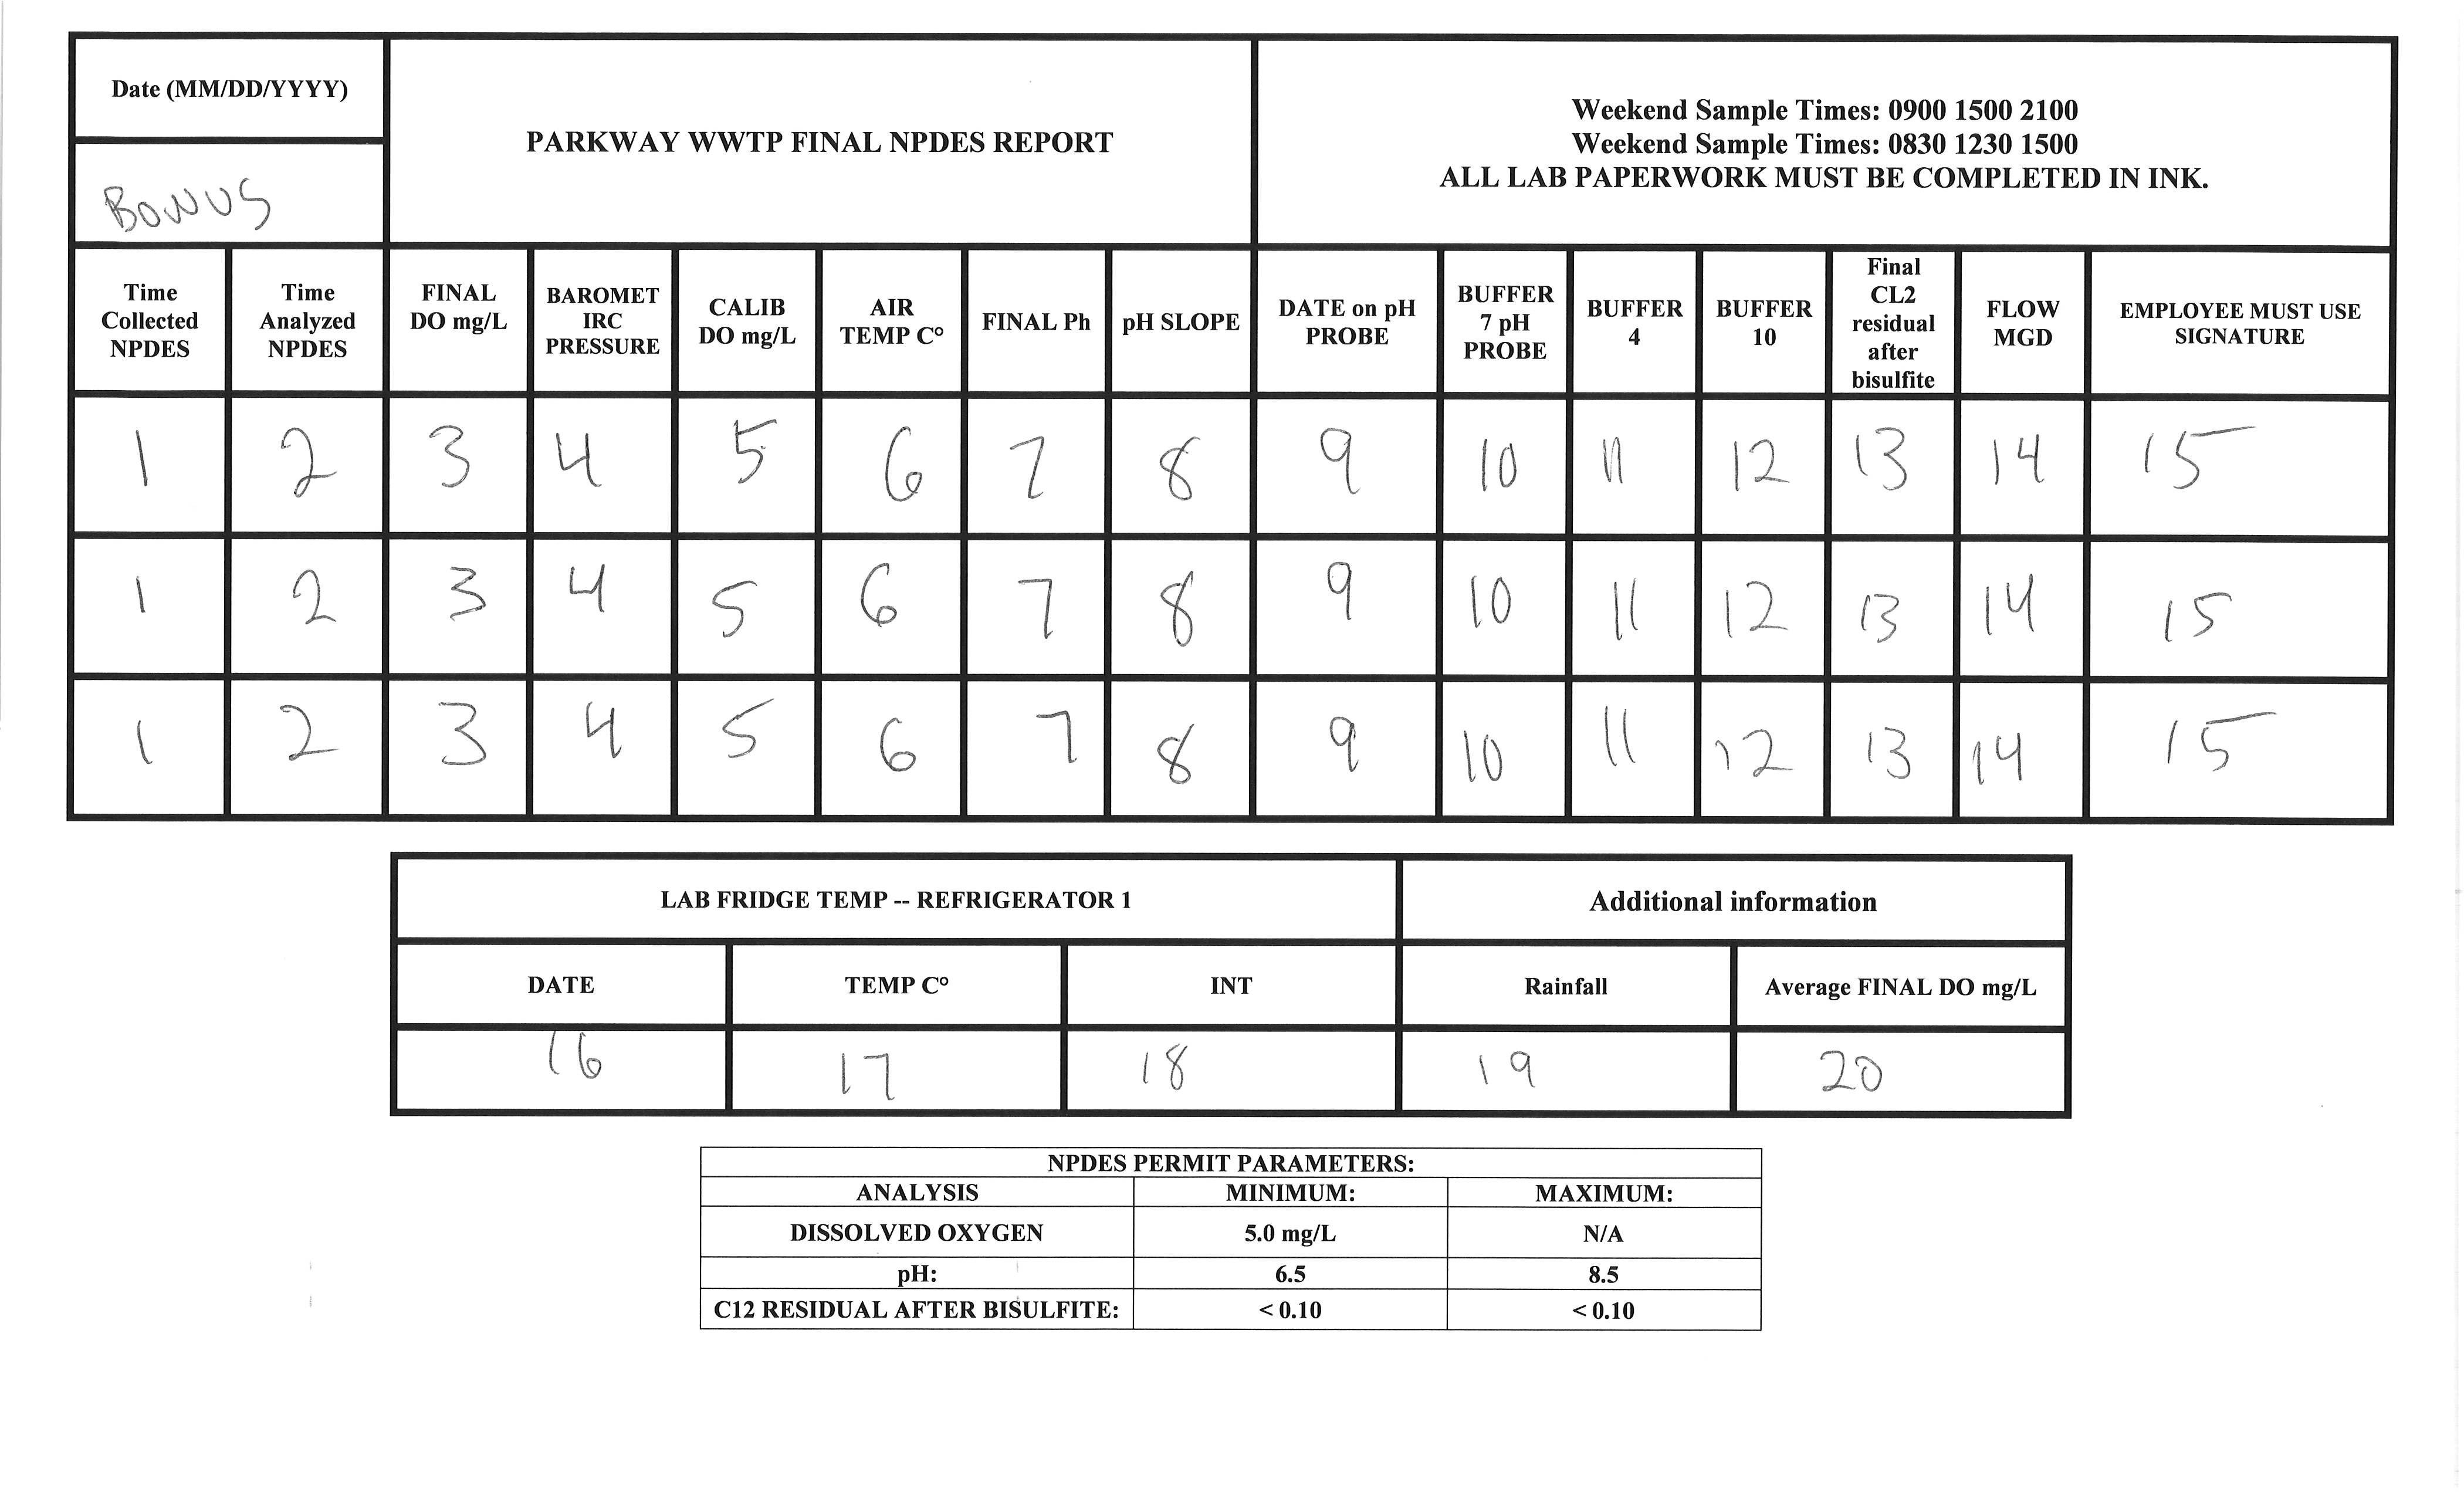 Date (MM/DD/YYYY)
BONUS
PARKWAY WWTP FINAL NPDES REPORT
Weekend Sample Times: 0900 1500 2100
Weekend Sample Times: 0830 1230 1500
ALL LAB PAPERWORK MUST BE COMPLETED IN INK.
Time
Collected
NPDES
Time
Analyzed
NPDES
FINAL
DO mg/L
BAROMET
IRC
PRESSURE
CALIB
DO mg/L
AIR
TEMP C°
FINAL Ph
pH SLOPE
DATE on pH
PROBE
BUFFER
7 pH
PROBE
BUFFER
4
BUFFER
10
Final
CL2
residual
after
bisulfite
FLOW
MGD
EMPLOYEE MUST USE
SIGNATURE
1 2 3 4 5 6 7 8 9 10 11 12 13 14 15
1 2 3 4 5 6 7 8 9 10 11 12 13 14 15
1 2 3 4 5 6 7 8 9 10 11 12 13 14 15
LAB FRIDGE TEMP -- REFRIGERATOR 1
Additional information
DATE TEMP C° INT Rainfall Average FINAL DO mg/L
16 17 18 19 20
NPDES PERMIT PARAMETERS:
ANALYSIS MINIMUM: MAXIMUM:
DISSOLVED OXYGEN 5.0 mg/L N/A
pH: 6.5 8.5
C12 RESIDUAL AFTER BISULFITE: < 0.10 < 0.10